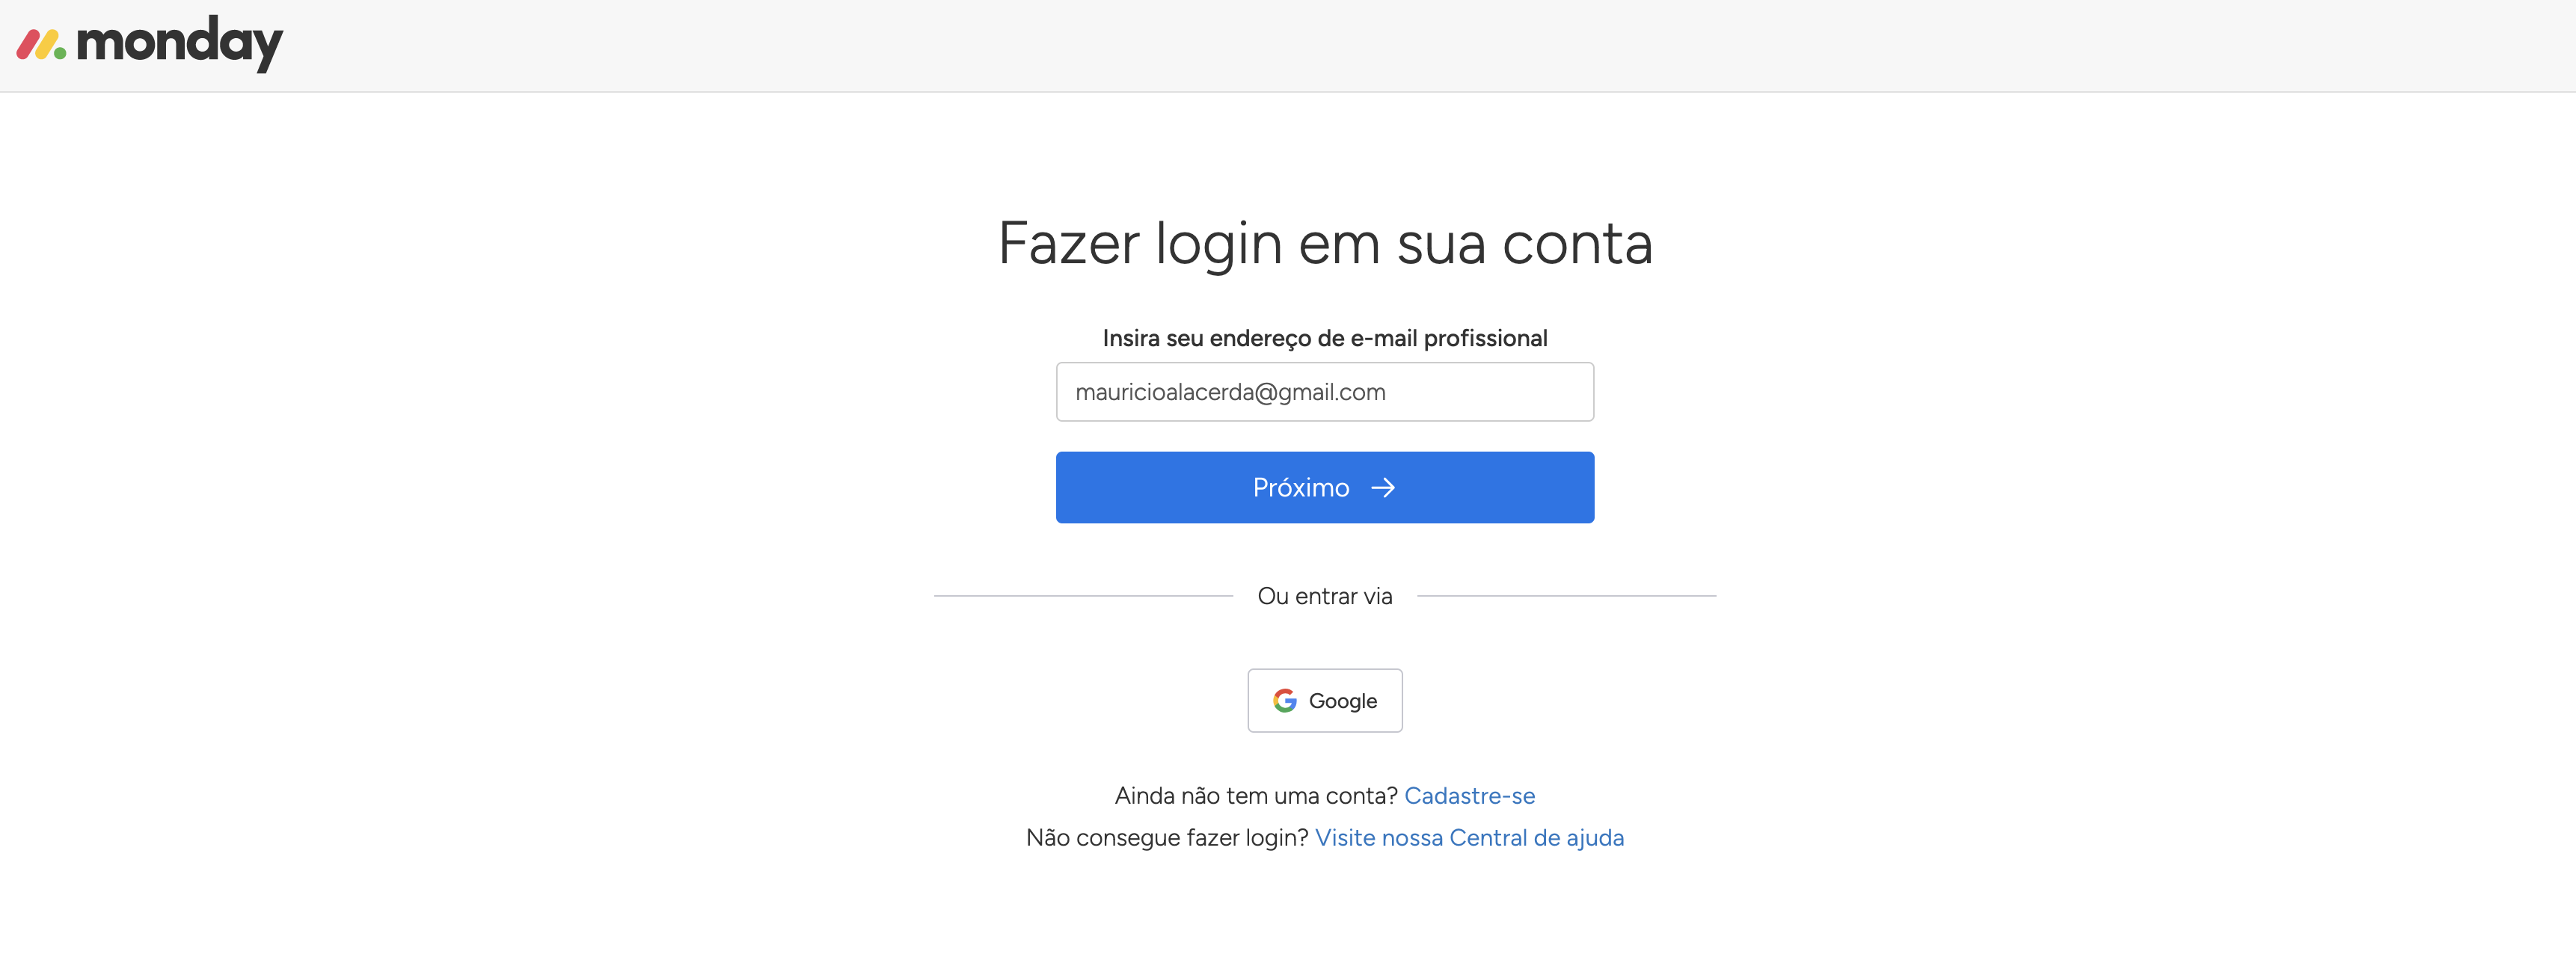 monday
Fazer login em sua conta
Insira seu endereço de e-mail profissional
mauricioalacerda@gmail.com
Próximo →
Ou entrar via
Google
Ainda não tem uma conta? Cadastre-se
Não consegue fazer login? Visite nossa Central de ajuda